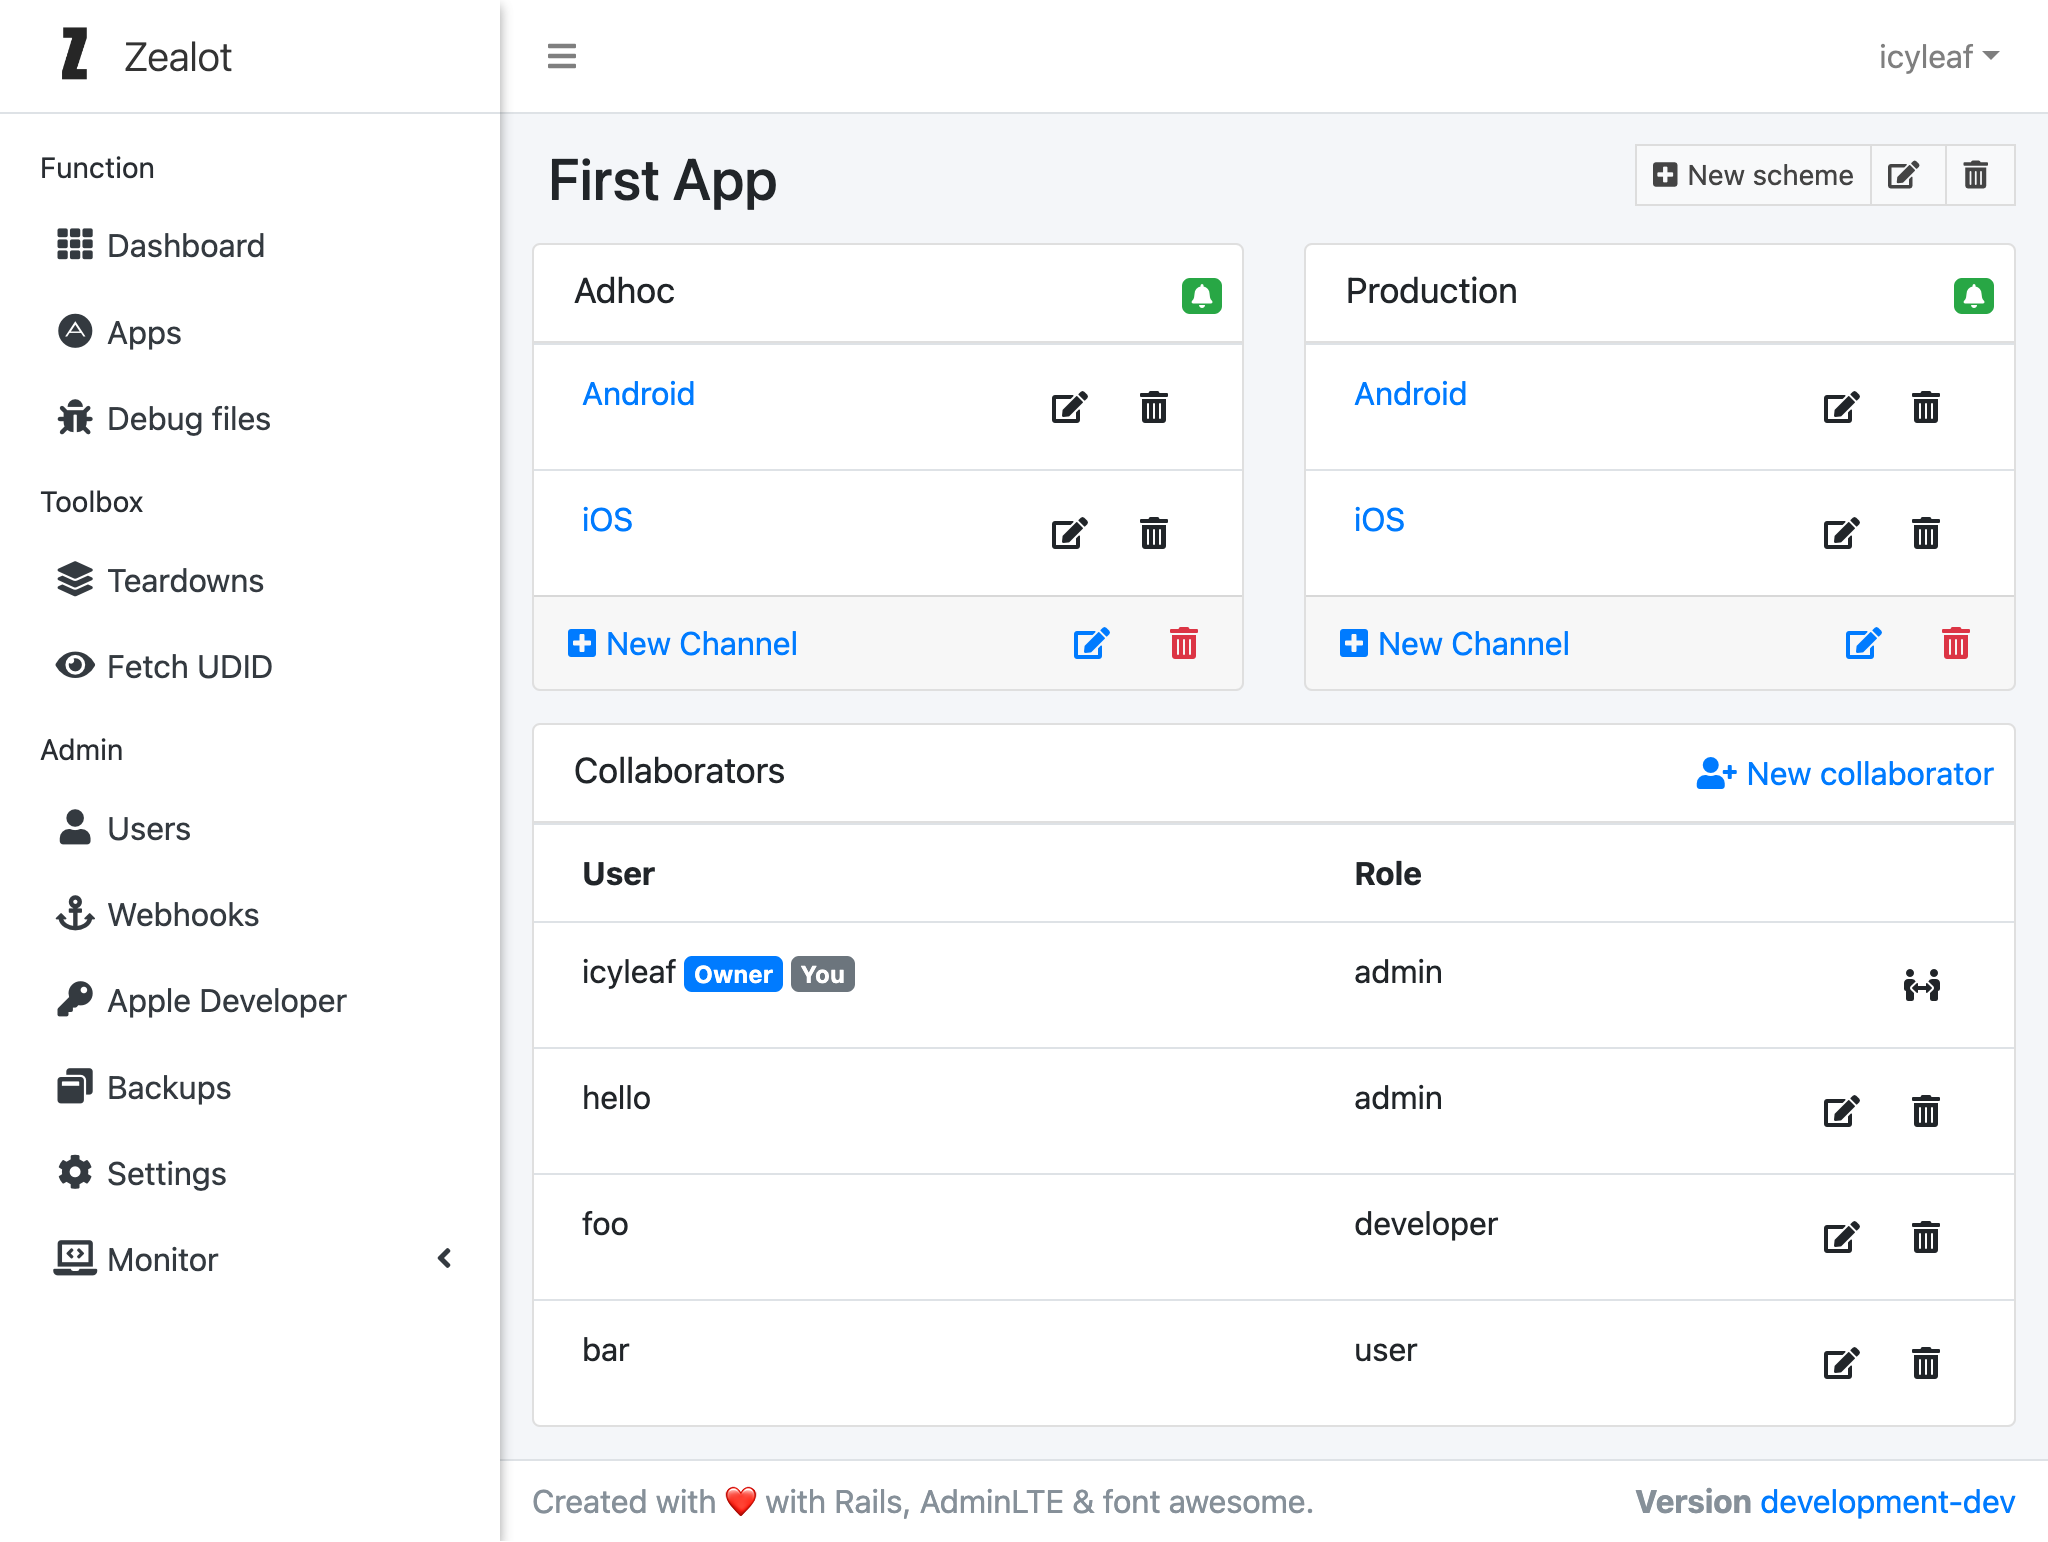 Z Zealot
icyleaf
Function
Dashboard
Apps
Debug files
Toolbox
Teardowns
Fetch UDID
Admin
Users
Webhooks
Apple Developer
Backups
Settings
Monitor
First App
New scheme
Adhoc
Android
iOS
New Channel
Production
Android
iOS
New Channel
Collaborators
New collaborator
User Role
icyleaf Owner You admin
hello admin
foo developer
bar user
Created with ❤️ with Rails, AdminLTE & font awesome.
Version development-dev